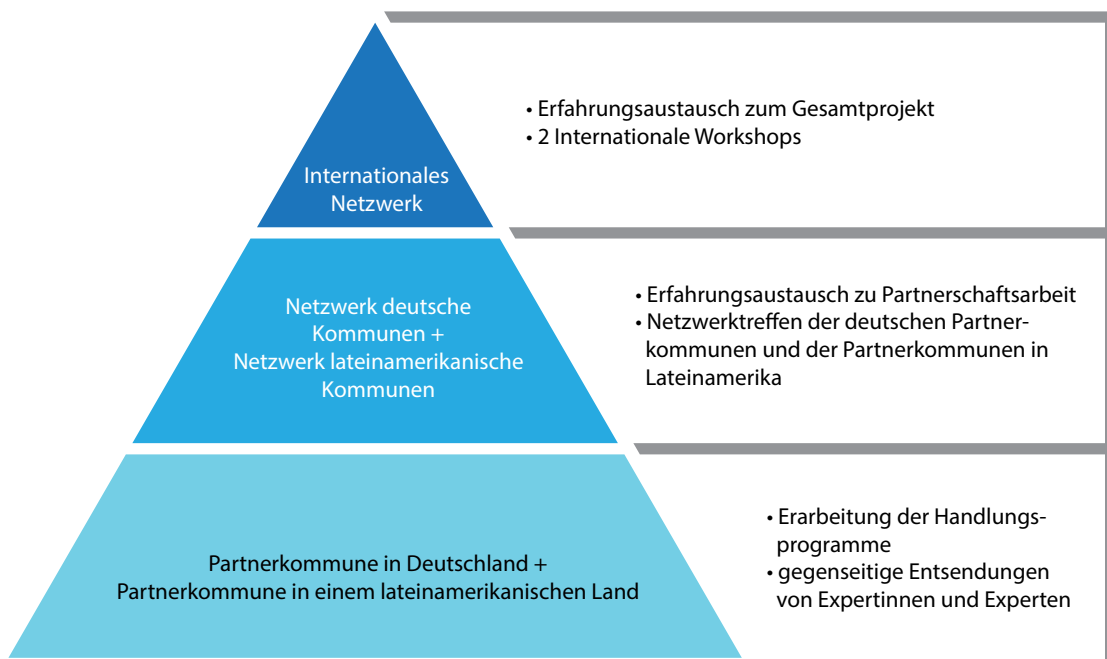 Internationales
Netzwerk
• Erfahrungsaustausch zum Gesamtprojekt
• 2 Internationale Workshops
Netzwerk deutsche
Kommunen +
Netzwerk lateinamerikanische
Kommunen
• Erfahrungsaustausch zu Partnerschaftsarbeit
• Netzwerktreffen der deutschen Partner-
kommunen und der Partnerkommunen in
Lateinamerika
Partnerkommune in Deutschland +
Partnerkommune in einem lateinamerikanischen Land
• Erarbeitung der Handlungs-
programme
• gegenseitige Entsendungen
von Expertinnen und Experten